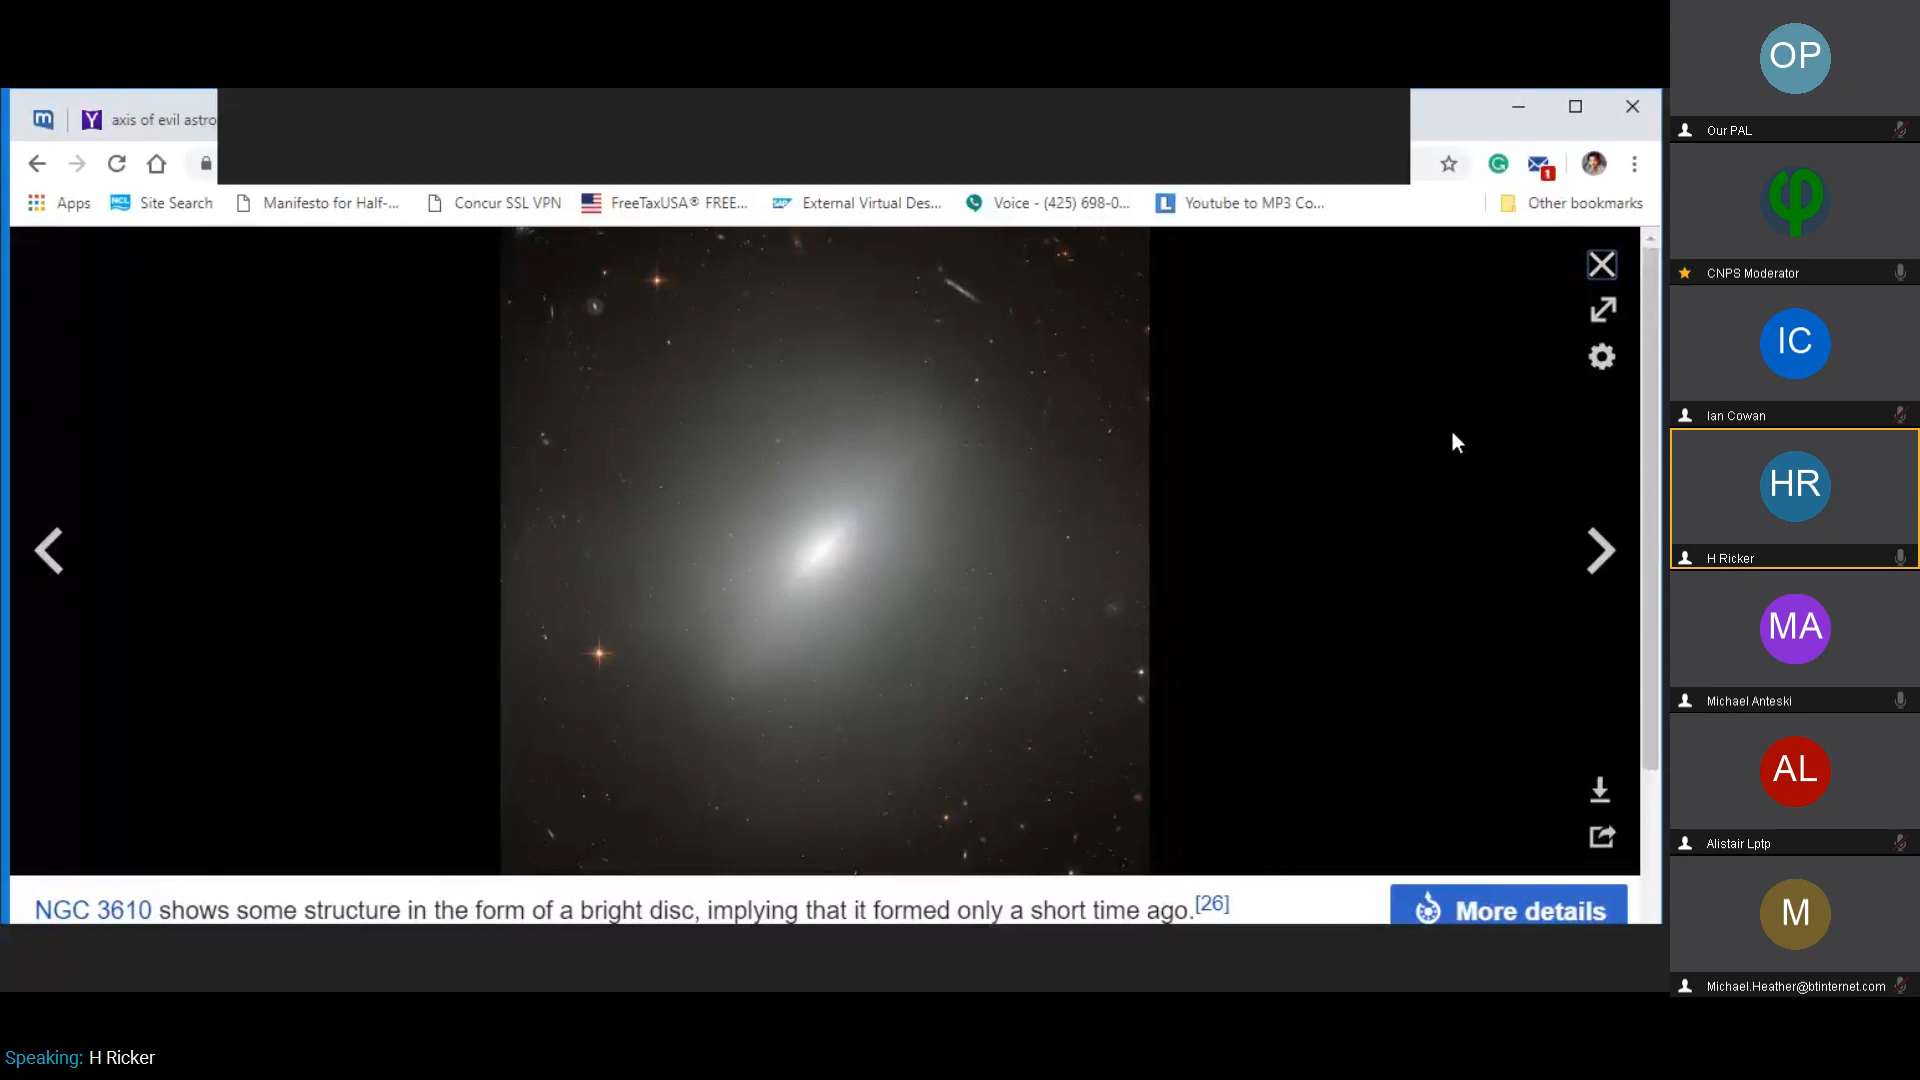 axis of evil astro
Apps
NCL Site Search
Manifesto for Half-...
Concur SSL VPN
FreeTaxUSA® FREE...
SAP External Virtual Des...
Voice - (425) 698-0...
L Youtube to MP3 Co...
Other bookmarks
1
NGC 3610 shows some structure in the form of a bright disc, implying that it formed only a short time ago.[26]
More details
OP
Our PAL
CNPS Moderator
IC
Ian Cowan
HR
H Ricker
MA
Michael Anteski
AL
Alistair Lptp
M
Michael.Heather@btinternet.com
Speaking: H Ricker